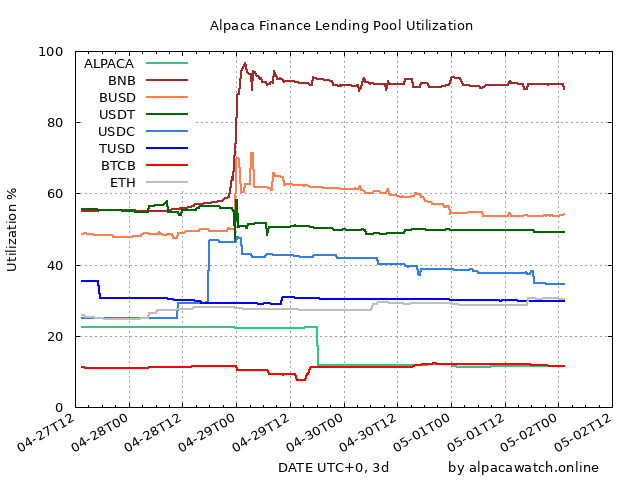 Alpaca Finance Lending Pool Utilization
100
80
60
40
20
0
Utilization %
ALPACA
BNB
BUSD
USDT
USDC
TUSD
BTCB
ETH
04-27T12
04-28T00
04-28T12
04-29T00
04-29T12
04-30T00
04-30T12
05-01T00
05-01T12
05-02T00
05-02T12
DATE UTC+0, 3d
by alpacawatch.online